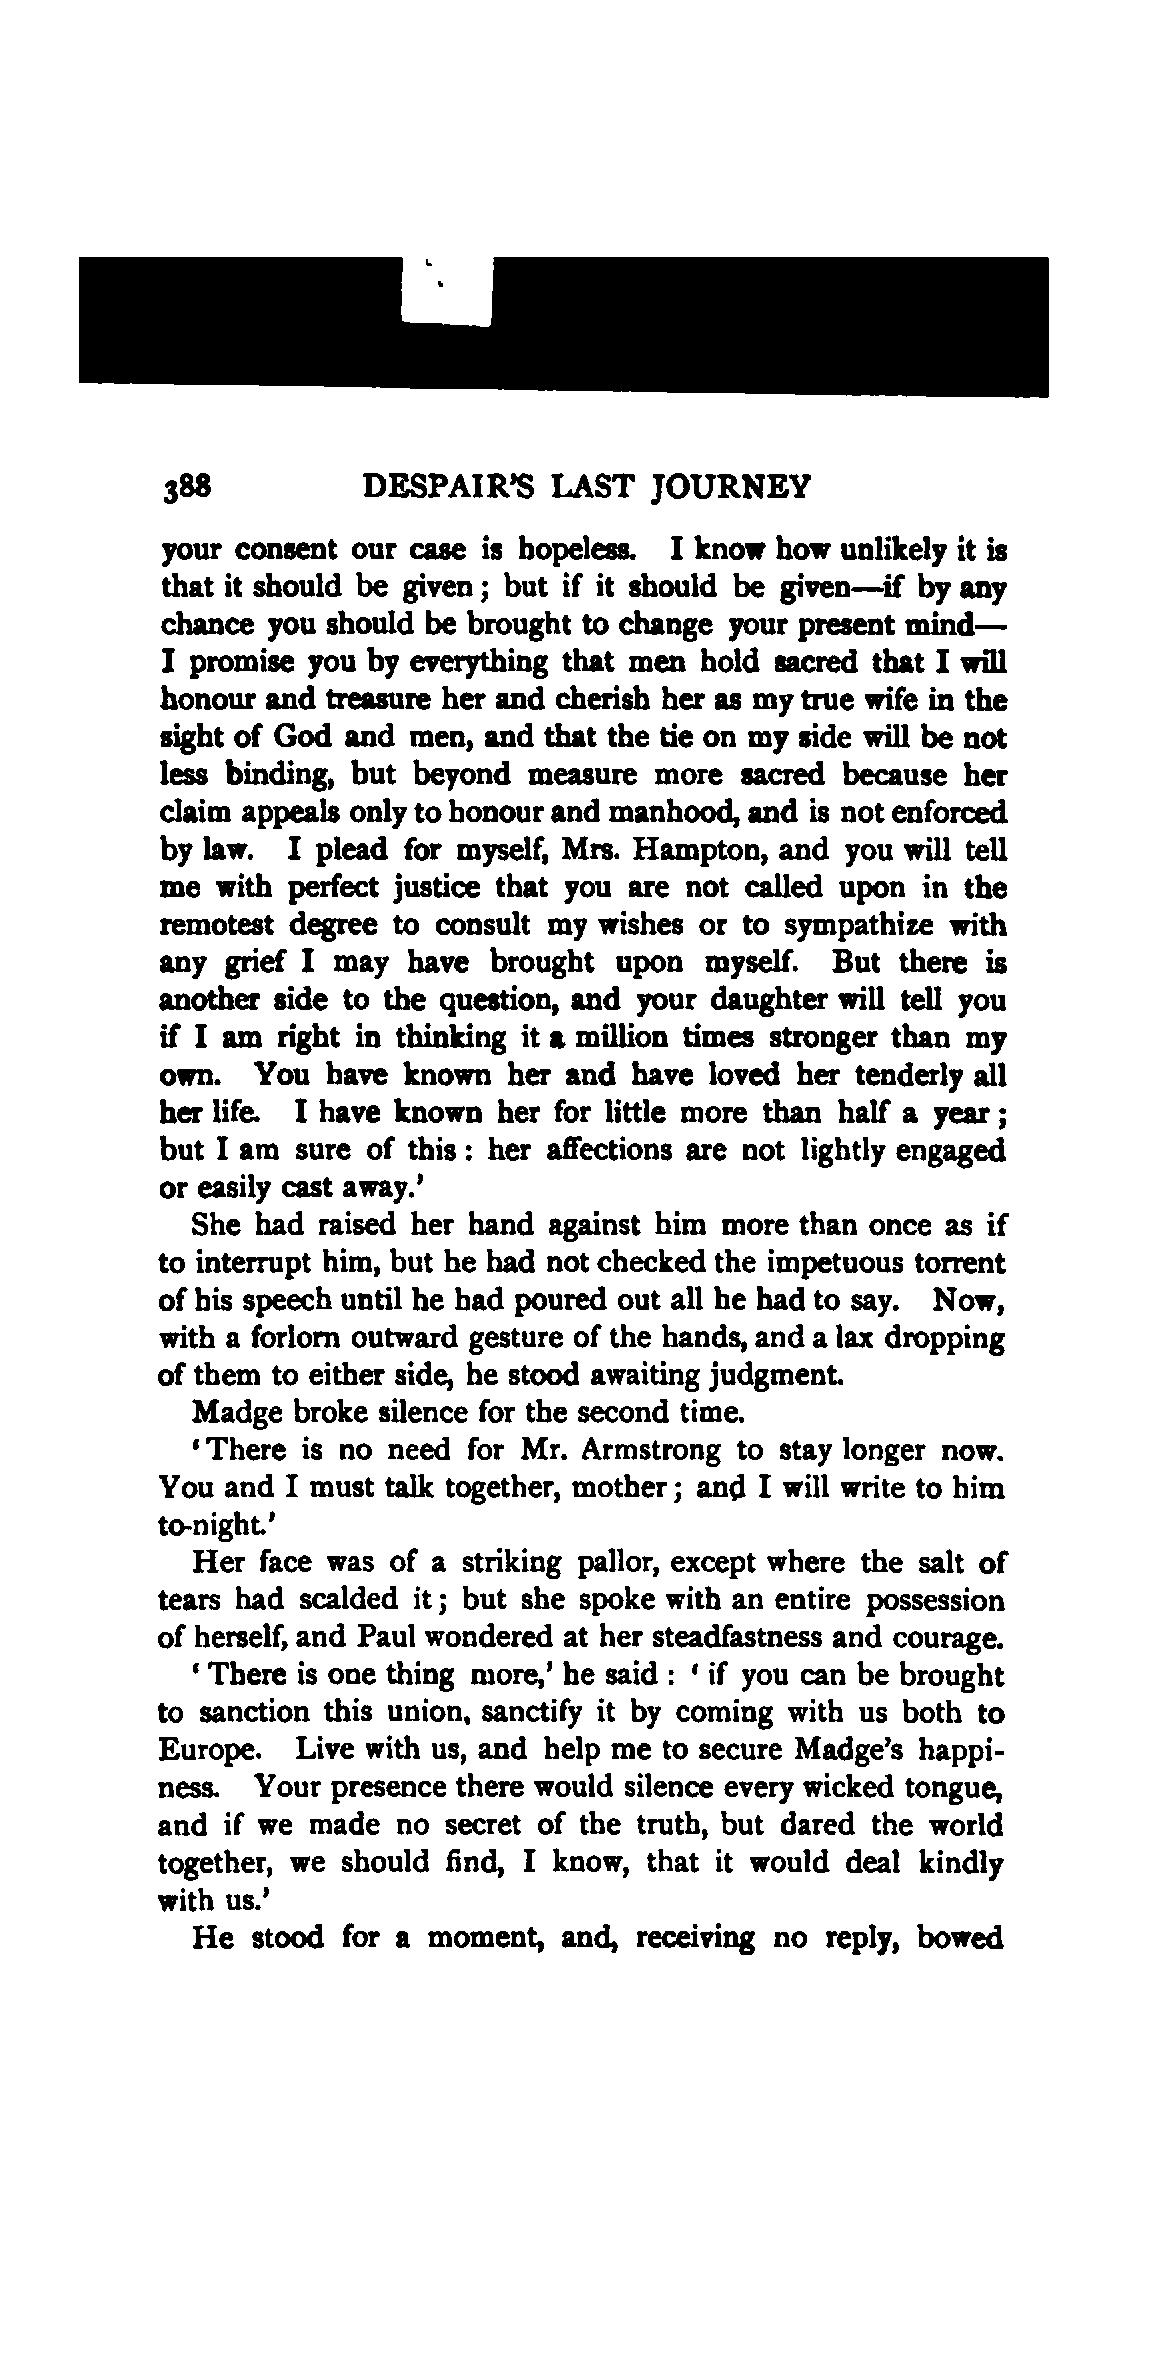 388 DESPAIR'S LAST JOURNEY
your consent our case is hopeless. I know how unlikely it is
that it should be given; but if it should be given—if by any
chance you should be brought to change your present mind—
I promise you by everything that men hold sacred that I will
honour and treasure her and cherish her as my true wife in the
sight of God and men, and that the tie on my side will be not
less binding, but beyond measure more sacred because her
claim appeals only to honour and manhood, and is not enforced
by law. I plead for myself, Mrs. Hampton, and you will tell
me with perfect justice that you are not called upon in the
remotest degree to consult my wishes or to sympathize with
any grief I may have brought upon myself. But there is
another side to the question, and your daughter will tell you
if I am right in thinking it a million times stronger than my
own. You have known her and have loved her tenderly all
her life. I have known her for little more than half a year;
but I am sure of this: her affections are not lightly engaged
or easily cast away.'
She had raised her hand against him more than once as if
to interrupt him, but he had not checked the impetuous torrent
of his speech until he had poured out all he had to say. Now,
with a forlorn outward gesture of the hands, and a lax dropping
of them to either side, he stood awaiting judgment.
Madge broke silence for the second time.
'There is no need for Mr. Armstrong to stay longer now.
You and I must talk together, mother; and I will write to him
to-night.'
Her face was of a striking pallor, except where the salt of
tears had scalded it; but she spoke with an entire possession
of herself, and Paul wondered at her steadfastness and courage.
'There is one thing more,' he said: 'if you can be brought
to sanction this union, sanctify it by coming with us both to
Europe. Live with us, and help me to secure Madge's happi-
ness. Your presence there would silence every wicked tongue,
and if we made no secret of the truth, but dared the world
together, we should find, I know, that it would deal kindly
with us.'
He stood for a moment, and, receiving no reply, bowed